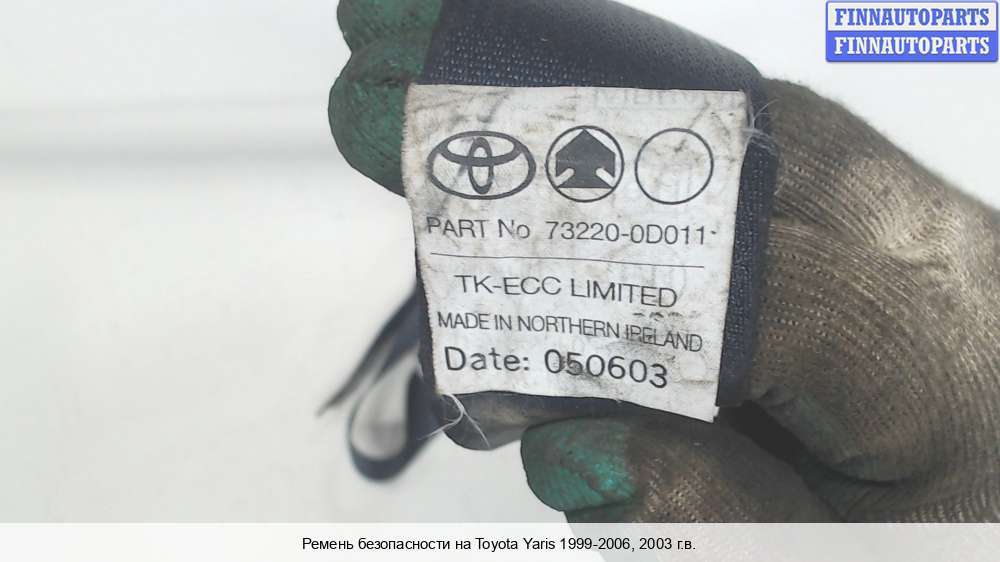 FINNAUTOPARTS
FINNAUTOPARTS
PART No 73220-0D011-
TK-ECC LIMITED
MADE IN NORTHERN IRELAND
Date: 050603
Ремень безопасности на Toyota Yaris 1999-2006, 2003 г.в.